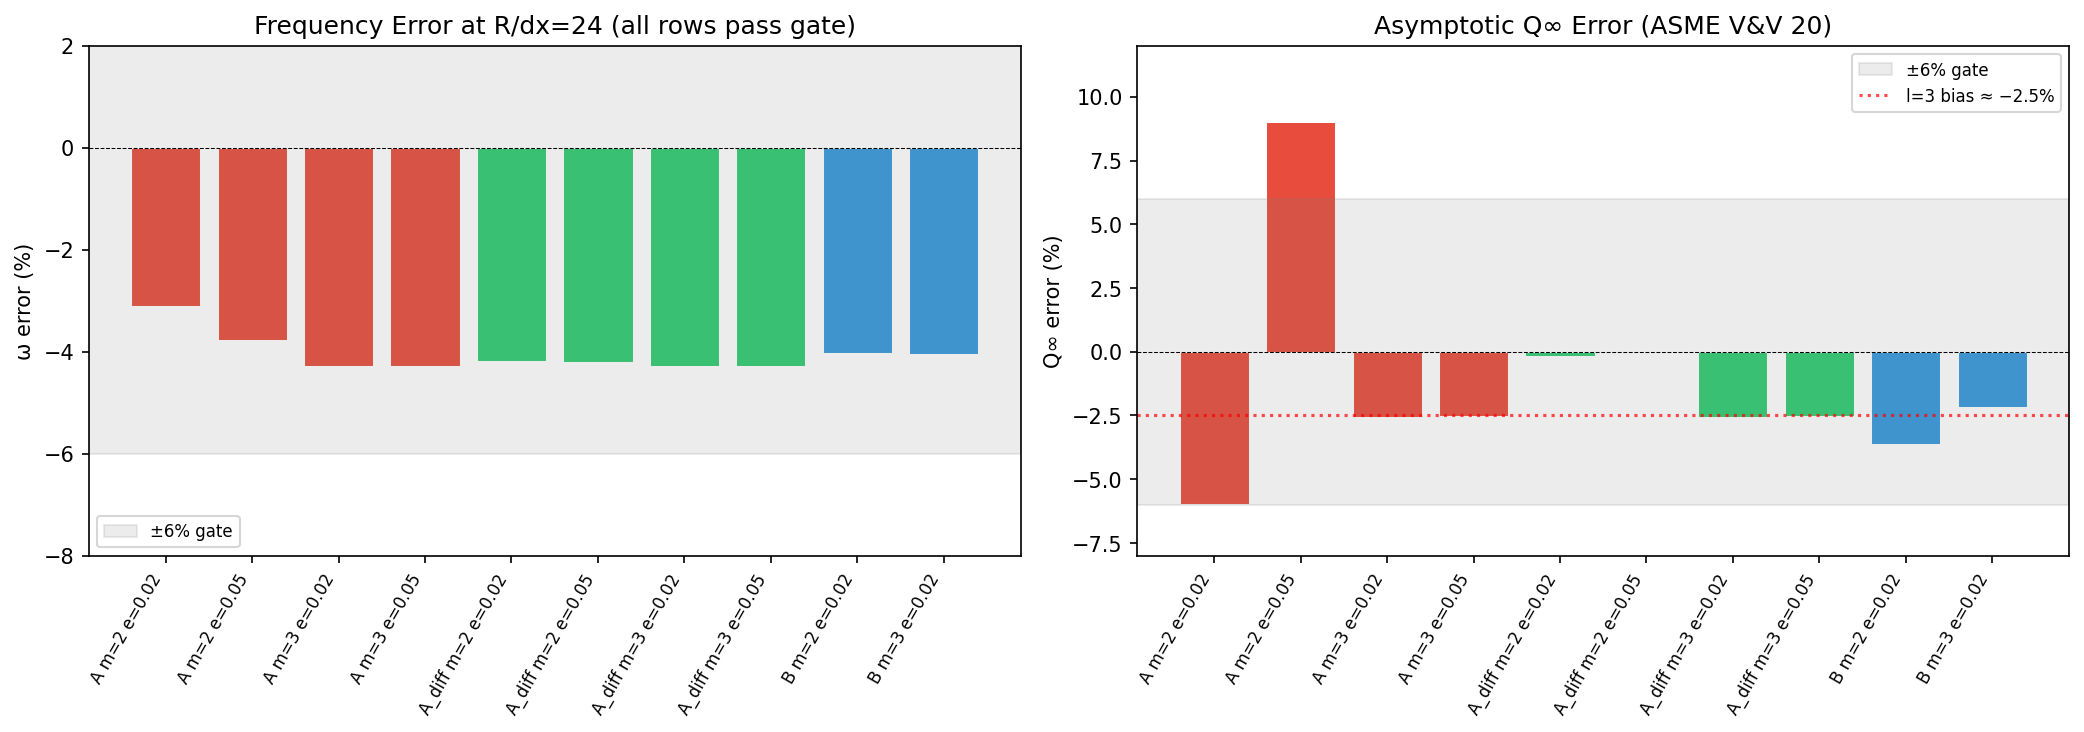 Frequency Error at R/dx=24 (all rows pass gate)
ω error (%)
2
0
−2
−4
−6
−8
±6% gate
A m=2 e=0.02
A m=2 e=0.05
A m=3 e=0.02
A m=3 e=0.05
A_diff m=2 e=0.02
A_diff m=2 e=0.05
A_diff m=3 e=0.02
A_diff m=3 e=0.05
B m=2 e=0.02
B m=3 e=0.02
Asymptotic Q∞ Error (ASME V&V 20)
Q∞ error (%)
10.0
7.5
5.0
2.5
0.0
−2.5
−5.0
−7.5
±6% gate
l=3 bias ≈ −2.5%
A m=2 e=0.02
A m=2 e=0.05
A m=3 e=0.02
A m=3 e=0.05
A_diff m=2 e=0.02
A_diff m=2 e=0.05
A_diff m=3 e=0.02
A_diff m=3 e=0.05
B m=2 e=0.02
B m=3 e=0.02